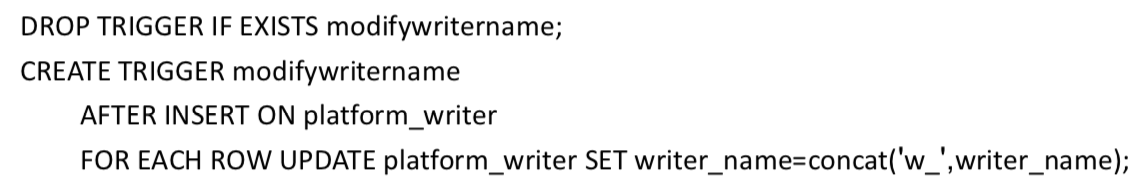 DROP TRIGGER IF EXISTS modifywritername;
CREATE TRIGGER modifywritername
AFTER INSERT ON platform_writer
FOR EACH ROW UPDATE platform_writer SET writer_name=concat('w_',writer_name);